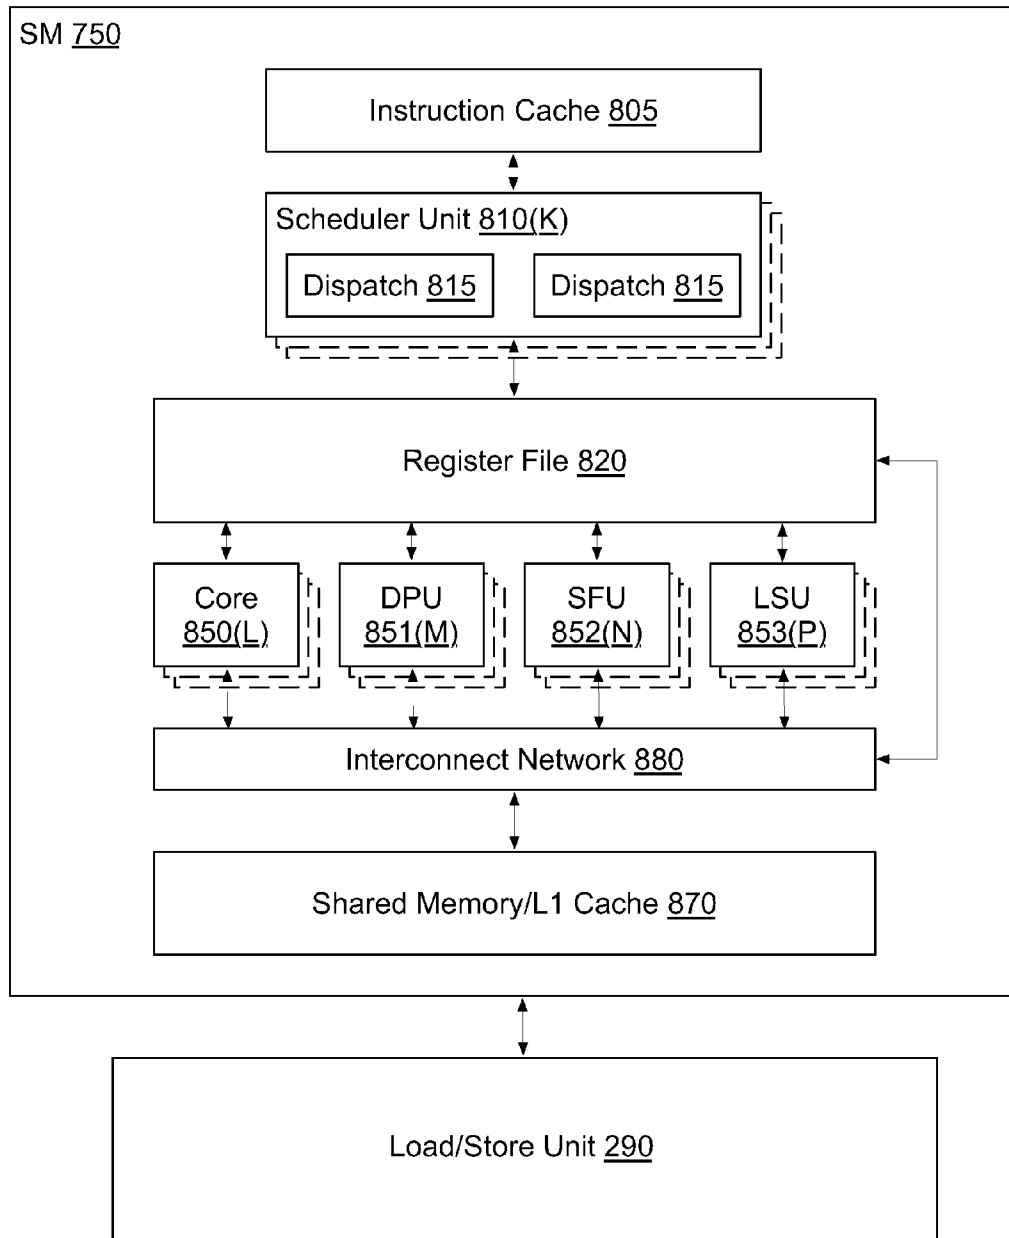 SM 750
Instruction Cache 805
Scheduler Unit 810(K)
Dispatch 815
Dispatch 815
Register File 820
Core
850(L)
DPU
851(M)
SFU
852(N)
LSU
853(P)
Interconnect Network 880
Shared Memory/L1 Cache 870
Load/Store Unit 290